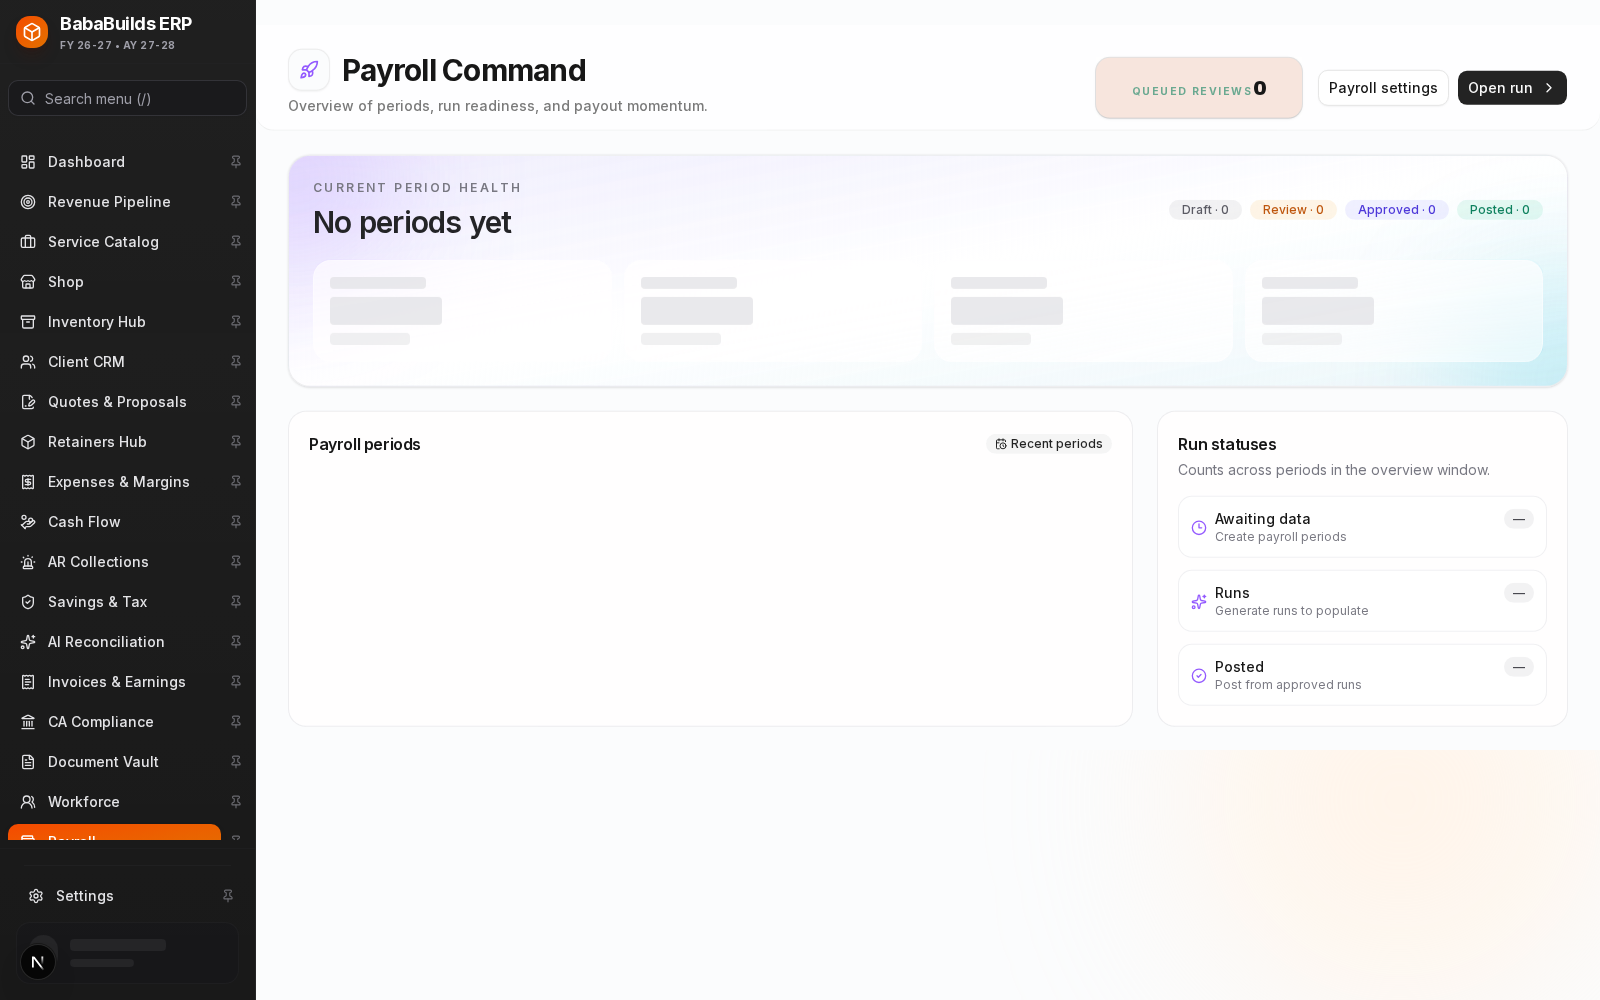 BabaBuilds ERP
FY 26-27 • AY 27-28
Search menu (/)
Dashboard
Revenue Pipeline
Service Catalog
Shop
Inventory Hub
Client CRM
Quotes & Proposals
Retainers Hub
Expenses & Margins
Cash Flow
AR Collections
Savings & Tax
AI Reconciliation
Invoices & Earnings
CA Compliance
Document Vault
Workforce
Payroll
Settings
N
Payroll Command
Overview of periods, run readiness, and payout momentum.
QUEUED REVIEWS 0
Payroll settings
Open run
CURRENT PERIOD HEALTH
No periods yet
Draft · 0
Review · 0
Approved · 0
Posted · 0
Payroll periods
Recent periods
Run statuses
Counts across periods in the overview window.
Awaiting data
—
Create payroll periods
Runs
—
Generate runs to populate
Posted
—
Post from approved runs